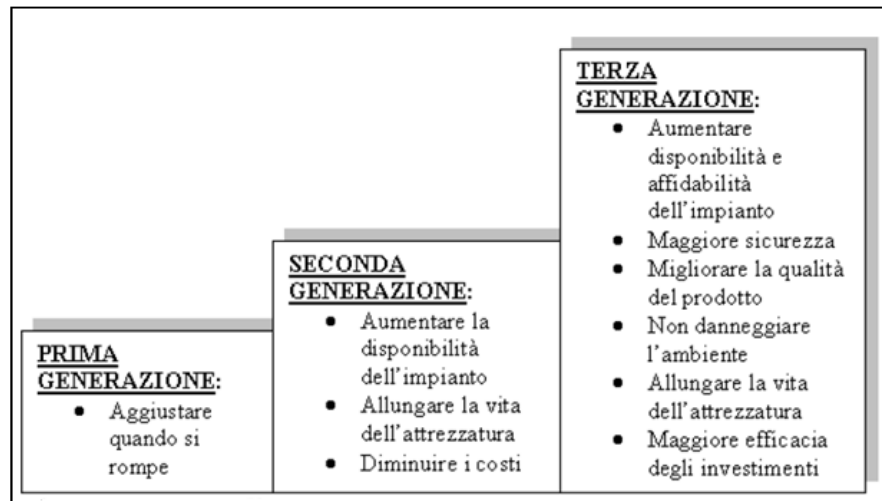 PRIMA
GENERAZIONE:
• Aggiustare
quando si
rompe
SECONDA
GENERAZIONE:
• Aumentare la
disponibilità
dell'impianto
• Allungare la vita
dell'attrezzatura
• Diminuire i costi
TERZA
GENERAZIONE:
• Aumentare
disponibilità e
affidabilità
dell'impianto
• Maggiore sicurezza
• Migliorare la qualità
del prodotto
• Non danneggiare
l'ambiente
• Allungare la vita
dell'attrezzatura
• Maggiore efficacia
degli investimenti